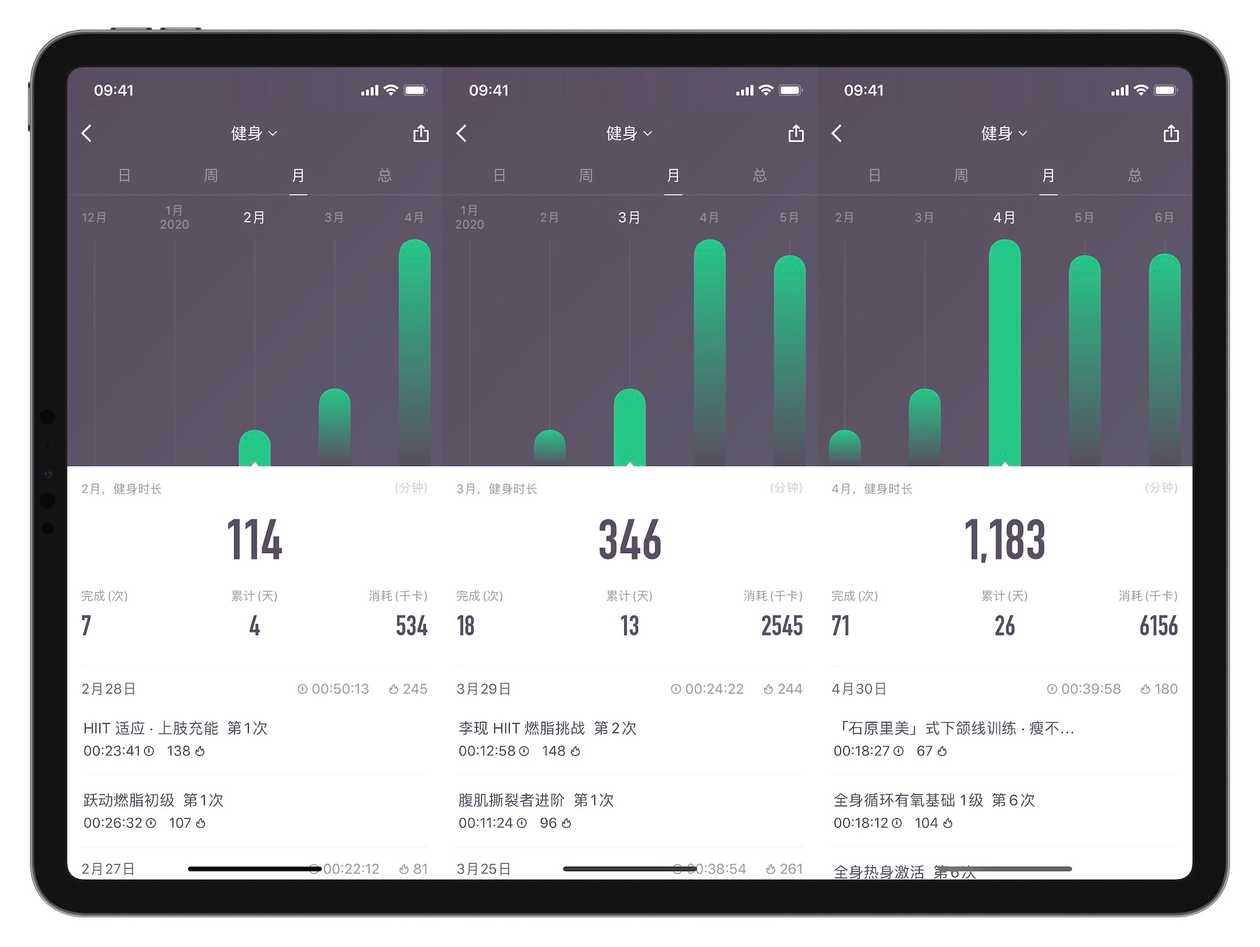 09:41
健身
日 周 月 总
12月 1月 2020 2月 3月 4月
2月，健身时长 (分钟)
114
完成(次) 累计(天) 消耗(千卡)
7 4 534
2月28日 00:50:13 245
HIIT 适应 · 上肢充能 第1次
00:23:41 138
跃动燃脂初级 第1次
00:26:32 107
2月27日 00:22:12 81
09:41
健身
日 周 月 总
1月 2020 2月 3月 4月 5月
3月，健身时长 (分钟)
346
完成(次) 累计(天) 消耗(千卡)
18 13 2545
3月29日 00:24:22 244
李现 HIIT 燃脂挑战 第2次
00:12:58 148
腹肌撕裂者进阶 第1次
00:11:24 96
3月25日 00:38:54 261
09:41
健身
日 周 月 总
2月 3月 4月 5月 6月
4月，健身时长 (分钟)
1,183
完成(次) 累计(天) 消耗(千卡)
71 26 6156
4月30日 00:39:58 180
「石原里美」式下颌线训练 · 瘦不...
00:18:27 67
全身循环有氧基础 1级 第6次
00:18:12 104
全身热身激活 第6次